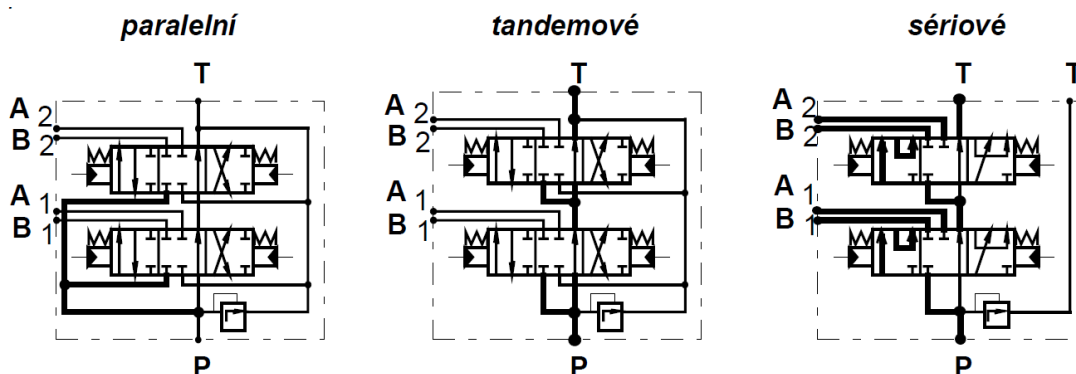 paralelní tandemové sériové
T T T T
A 2 A 2 A 2
B 2 B 2 B 2
A 1 A 1 A 1
B 1 B 1 B 1
P P P